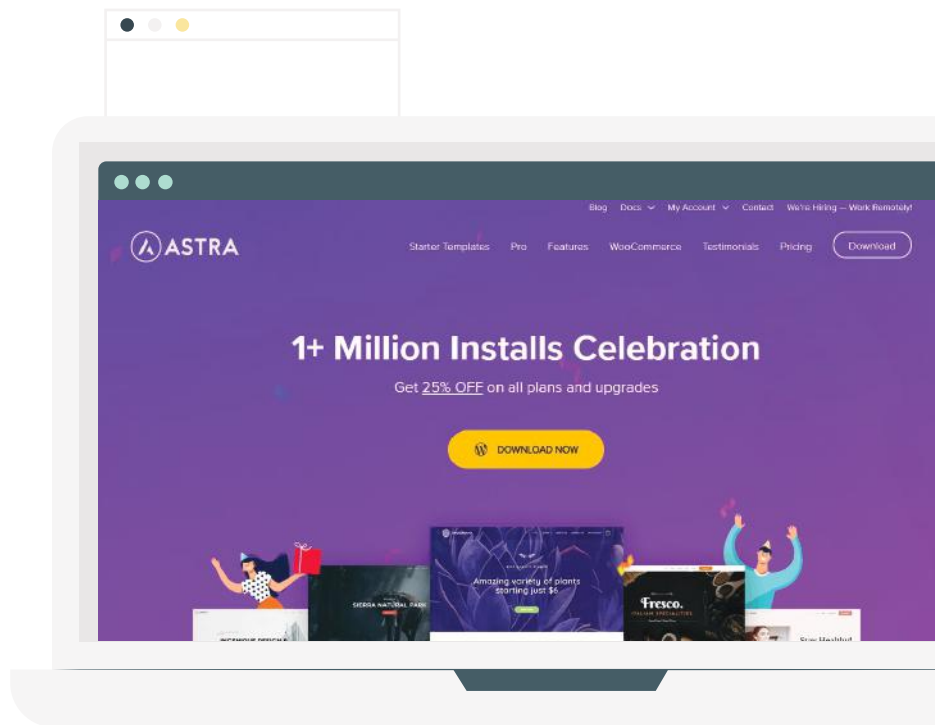 Blog Docs My Account Contact We're Hiring — Work Remotely!
ASTRA
Starter Templates Pro Features WooCommerce Testimonials Pricing Download
1+ Million Installs Celebration
Get 25% OFF on all plans and upgrades
DOWNLOAD NOW
Amazing variety of plants
starting just $6
SIERRA NATURAL PARK
Fresco.
ITALIAN SPECIALITIES
Stay Healthy!